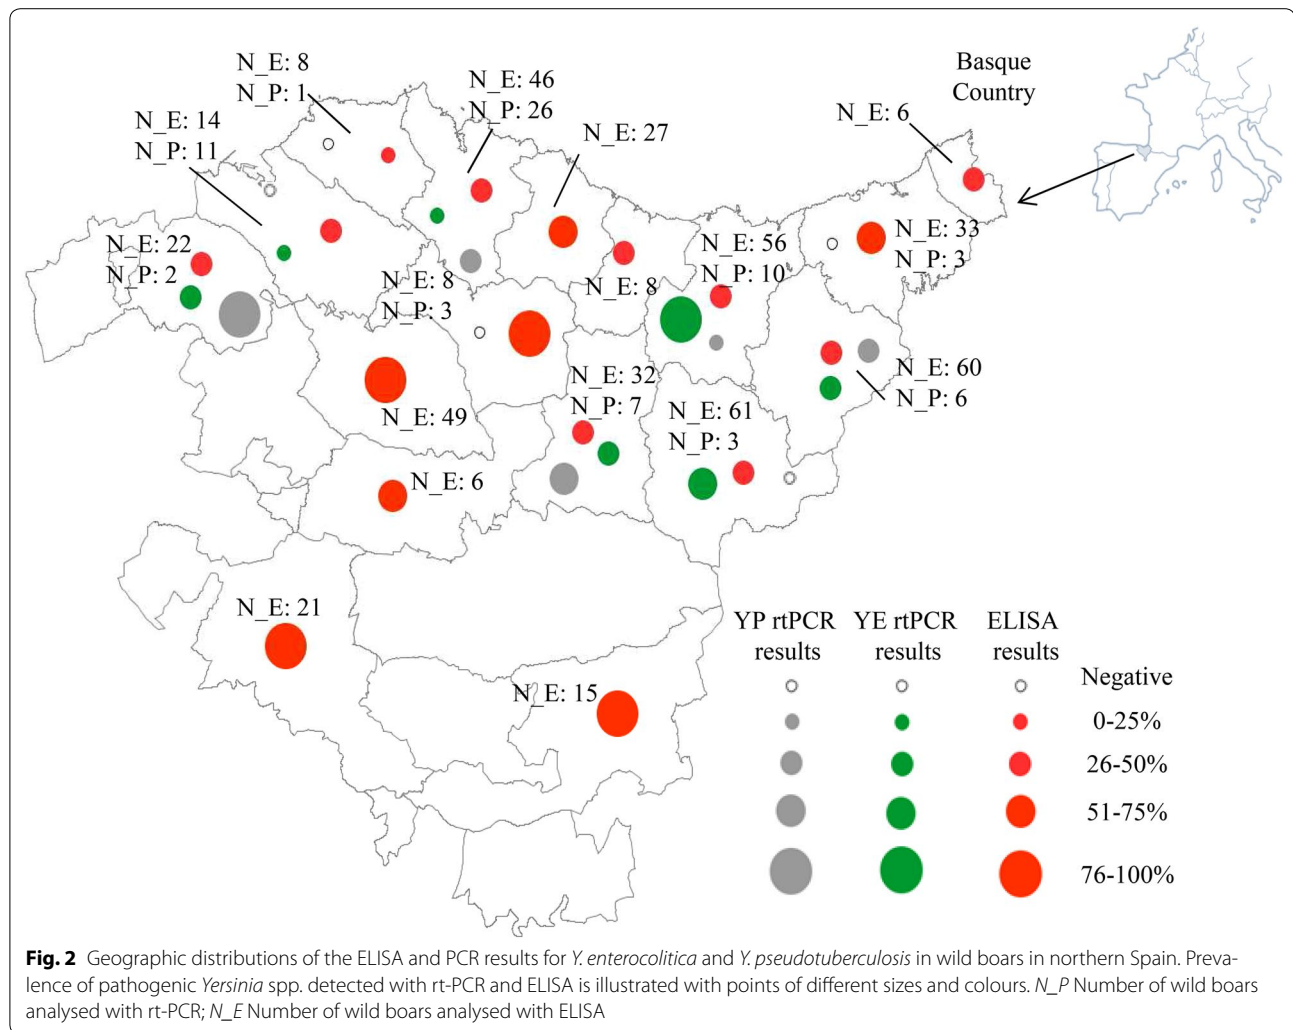 N_E: 8
N_P: 1
N_E: 46
N_P: 26
Basque
Country
N_E: 14
N_P: 11
N_E: 27
N_E: 6
N_E: 22
N_P: 2
N_E: 8
N_P: 3
N_E: 8
N_E: 56
N_P: 10
N_E: 33
N_P: 3
N_E: 49
N_E: 32
N_P: 7
N_E: 61
N_P: 3
N_E: 60
N_P: 6
N_E: 6
N_E: 21
N_E: 15
YP rtPCR
results
YE rtPCR
results
ELISA
results
Negative
0-25%
26-50%
51-75%
76-100%
Fig. 2 Geographic distributions of the ELISA and PCR results for Y. enterocolitica and Y. pseudotuberculosis in wild boars in northern Spain. Preva-
lence of pathogenic Yersinia spp. detected with rt-PCR and ELISA is illustrated with points of different sizes and colours. N_P Number of wild boars
analysed with rt-PCR; N_E Number of wild boars analysed with ELISA